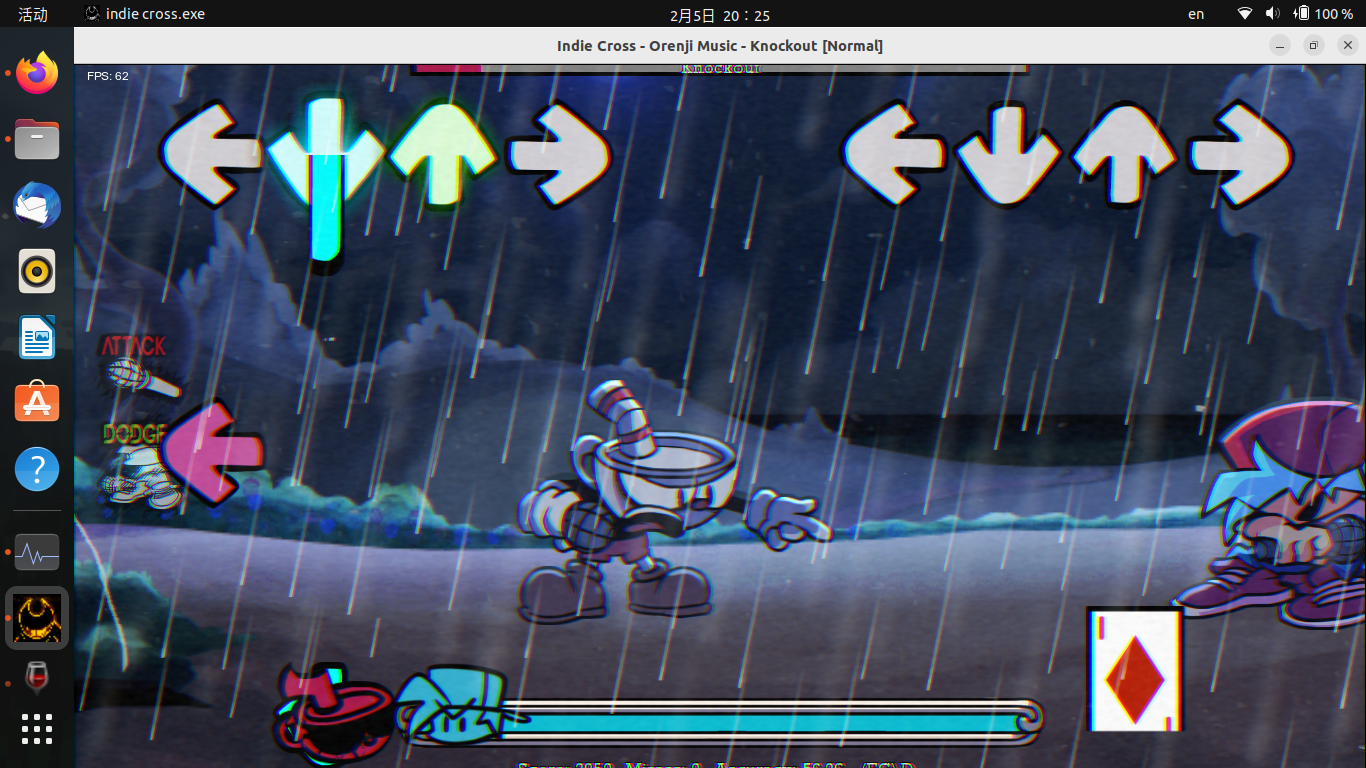 活动
indie cross.exe
2月5日 20：25
en
100 %
Indie Cross - Orenji Music - Knockout [Normal]
FPS: 62
Knockout
ATTACK
DODGE